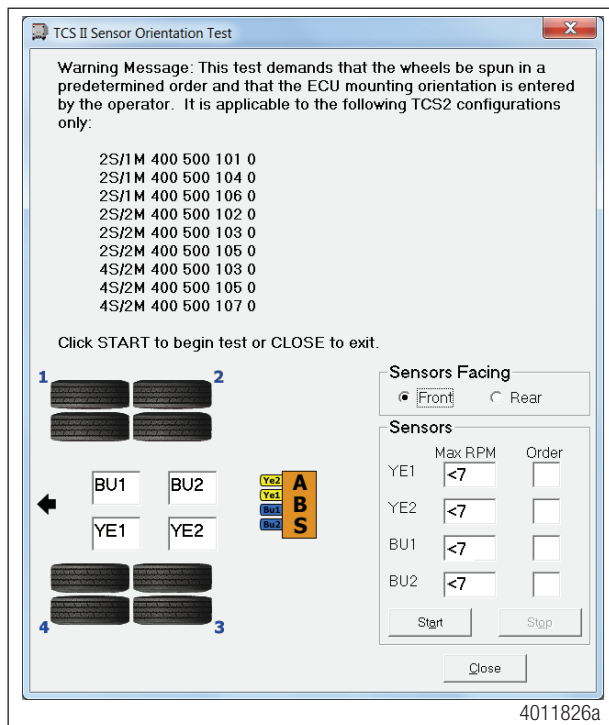 TCS II Sensor Orientation Test
Warning Message: This test demands that the wheels be spun in a
predetermined order and that the ECU mounting orientation is entered
by the operator. It is applicable to the following TCS2 configurations
only:
2S/1M 400 500 101 0
2S/1M 400 500 104 0
2S/1M 400 500 106 0
2S/2M 400 500 102 0
2S/2M 400 500 103 0
2S/2M 400 500 105 0
4S/2M 400 500 103 0
4S/2M 400 500 105 0
4S/2M 400 500 107 0
Click START to begin test or CLOSE to exit.
1 2
BU1 BU2
YE1 YE2
4 3
Ye2
Ye1
Bu1
Bu2
A
B
S
Sensors Facing
Front Rear
Sensors
Max RPM Order
YE1 <7
YE2 <7
BU1 <7
BU2 <7
Start Stop
Close
4011826a